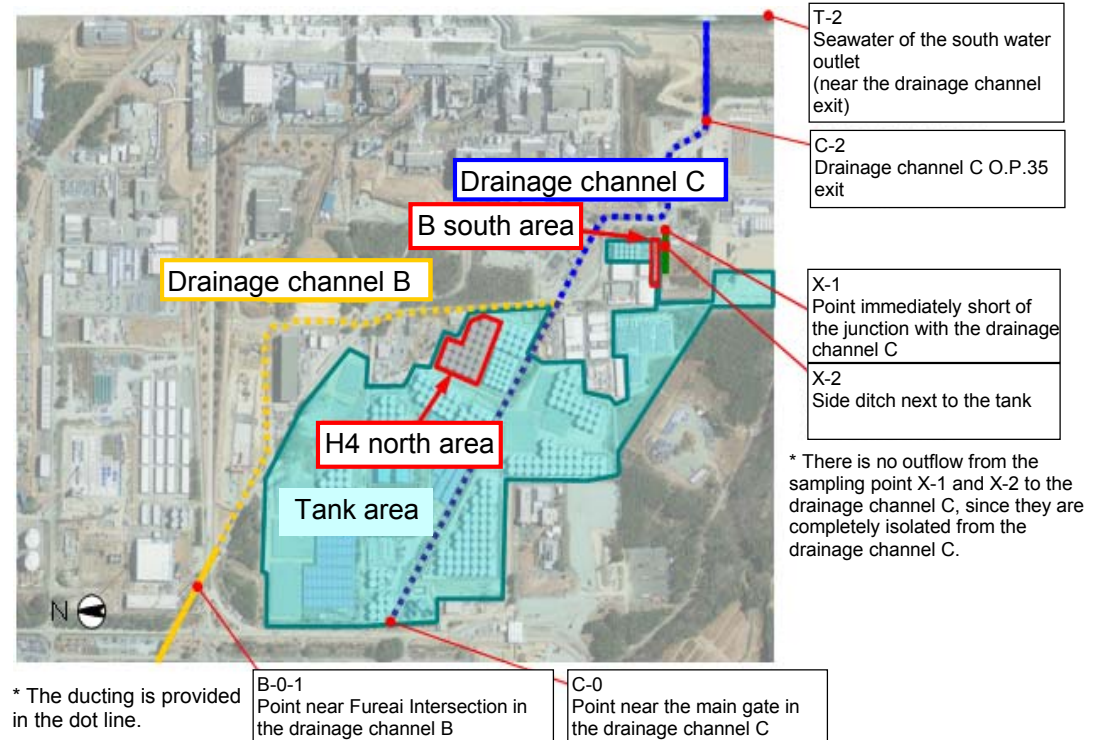 T-2
Seawater of the south water
outlet
(near the drainage channel
exit)
C-2
Drainage channel C O.P.35
exit
Drainage channel C
B south area
Drainage channel B
X-1
Point immediately short of
the junction with the drainage
channel C
X-2
Side ditch next to the tank
H4 north area
* There is no outflow from the
sampling point X-1 and X-2 to the
drainage channel C, since they are
completely isolated from the
drainage channel C.
Tank area
N
* The ducting is provided
in the dot line.
B-0-1
Point near Fureai Intersection in
the drainage channel B
C-0
Point near the main gate in
the drainage channel C